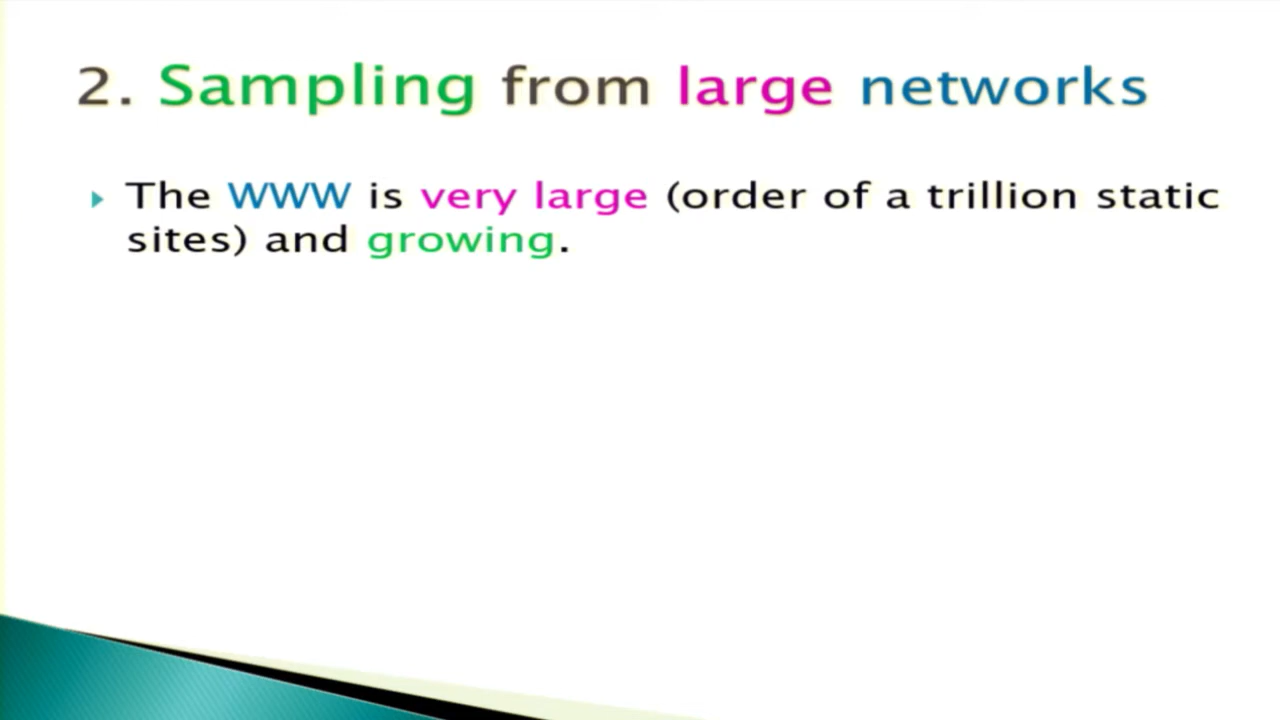 2. Sampling from large networks
The WWW is very large (order of a trillion static
sites) and growing.